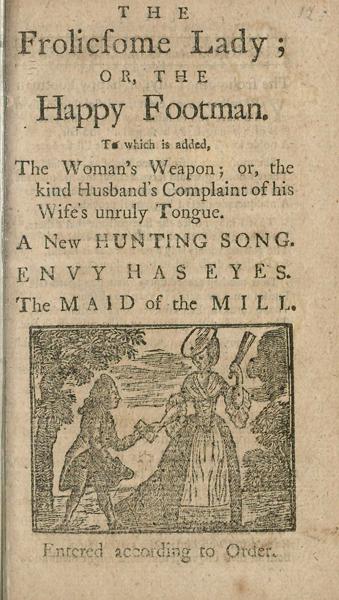 THE
Frolicſome Lady;
OR, THE
Happy Footman.
To which is added,
The Woman's Weapon; or, the
kind Husband's Complaint of his
Wife's unruly Tongue.
A New HUNTING SONG.
ENVY HAS EYES.
The MAID of the MILL.
Entered according to Order.